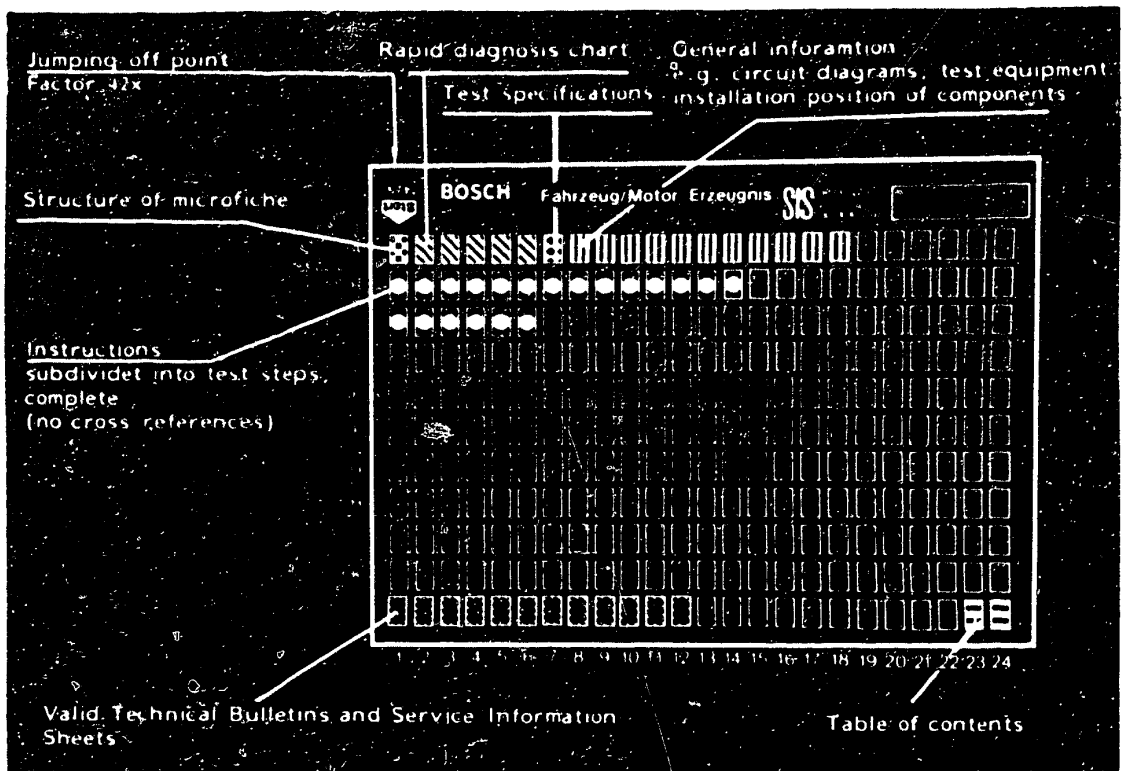 Jumping off point
Factor 42x
Rapid diagnosis chart
Test specifications
General inforamtion
e.g. circuit diagrams, test equipment,
installation position of components
Structure of microfiche
Start
BOSCH
Fahrzeug/Motor Erzeugnis
SIS
Instructions
subdividet into test steps,
complete
(no cross references)
1 2 3 4 5 6 7 8 9 10 11 12 13 14 15 16 17 18 19 20 21 22 23 24
Valid Technical Bulletins and Service Information
Sheets
Table of contents